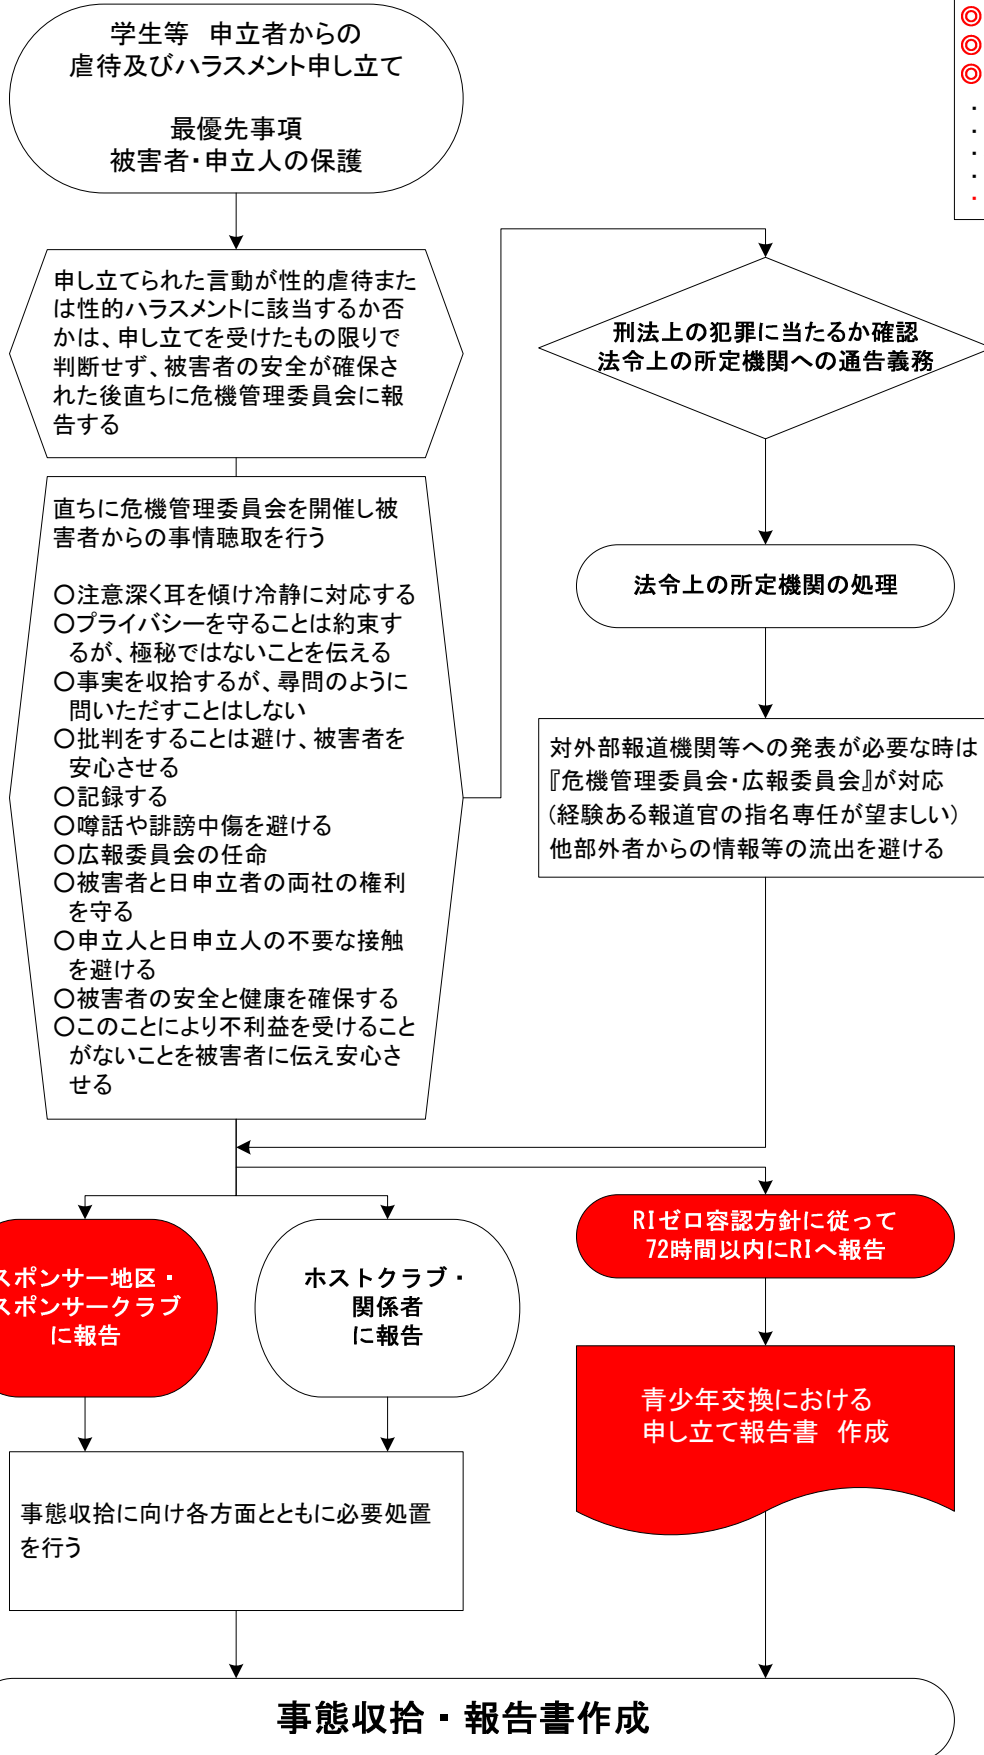 学生等　申立者からの
虐待及びハラスメント申し立て
最優先事項
被害者・申立人の保護
◎
◎
◎
・
・
・
・
・
申し立てられた言動が性的虐待また
は性的ハラスメントに該当するか否
かは、申し立てを受けたもの限りで
判断せず、被害者の安全が確保さ
れた後直ちに危機管理委員会に報
告する
刑法上の犯罪に当たるか確認
法令上の所定機関への通告義務
直ちに危機管理委員会を開催し被
害者からの事情聴取を行う
〇注意深く耳を傾け冷静に対応する
〇プライバシーを守ることは約束す
るが、極秘ではないことを伝える
〇事実を収拾するが、尋問のように
問いただすことはしない
〇批判をすることは避け、被害者を
安心させる
〇記録する
〇噂話や誹謗中傷を避ける
〇広報委員会の任命
〇被害者と日申立者の両社の権利
を守る
〇申立人と日申立人の不要な接触
を避ける
〇被害者の安全と健康を確保する
〇このことにより不利益を受けること
がないことを被害者に伝え安心さ
せる
法令上の所定機関の処理
対外部報道機関等への発表が必要な時は
『危機管理委員会・広報委員会』が対応
(経験ある報道官の指名専任が望ましい)
他部外者からの情報等の流出を避ける
スポンサー地区・
スポンサークラブ
に報告
ホストクラブ・
関係者
に報告
RIゼロ容認方針に従って
72時間以内にRIへ報告
青少年交換における
申し立て報告書　作成
事態収拾に向け各方面とともに必要処置
を行う
事態収拾・報告書作成